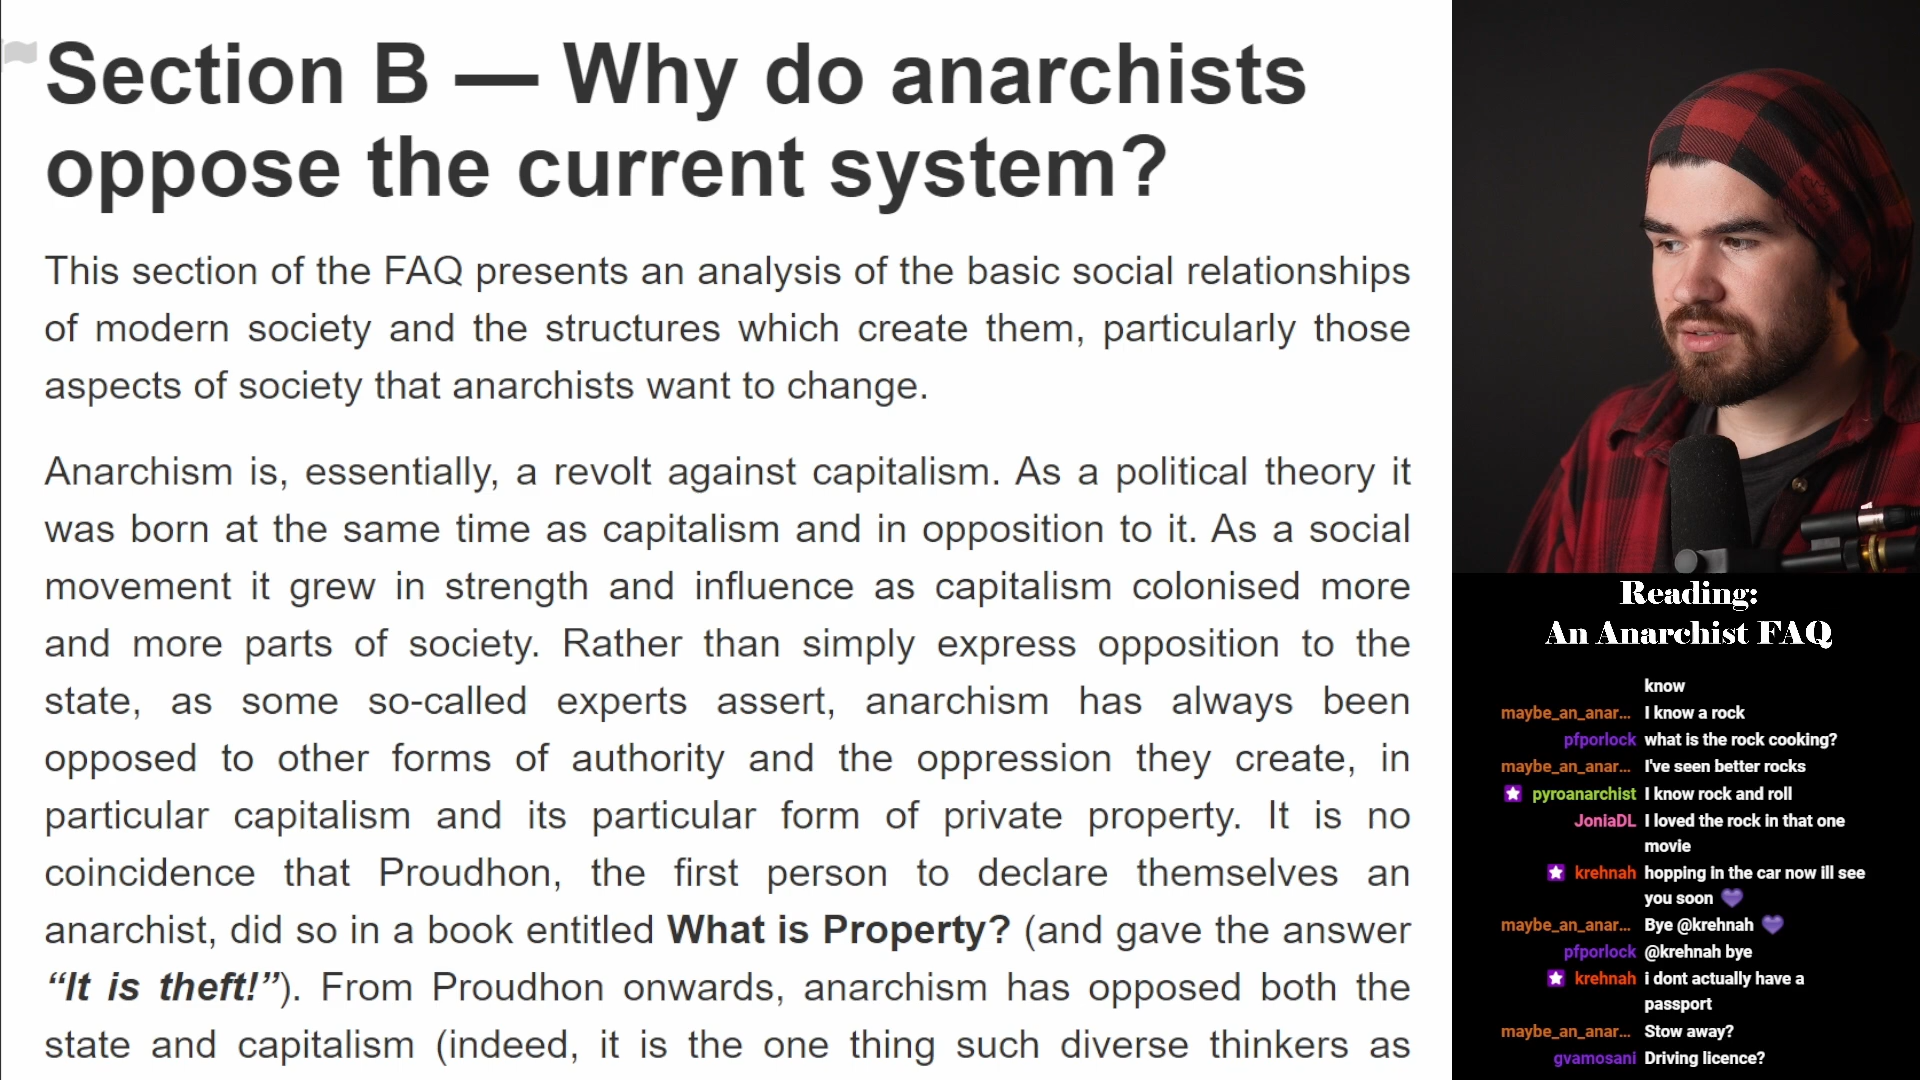 Section B — Why do anarchists
oppose the current system?
This section of the FAQ presents an analysis of the basic social relationships
of modern society and the structures which create them, particularly those
aspects of society that anarchists want to change.
Anarchism is, essentially, a revolt against capitalism. As a political theory it
was born at the same time as capitalism and in opposition to it. As a social
movement it grew in strength and influence as capitalism colonised more
and more parts of society. Rather than simply express opposition to the
state, as some so-called experts assert, anarchism has always been
opposed to other forms of authority and the oppression they create, in
particular capitalism and its particular form of private property. It is no
coincidence that Proudhon, the first person to declare themselves an
anarchist, did so in a book entitled What is Property? (and gave the answer
“It is theft!”). From Proudhon onwards, anarchism has opposed both the
state and capitalism (indeed, it is the one thing such diverse thinkers as
Reading:
An Anarchist FAQ
know
maybe_an_anar... I know a rock
pfporlock what is the rock cooking?
maybe_an_anar... I've seen better rocks
pyroanarchist I know rock and roll
JoniaDL I loved the rock in that one
movie
krehnah hopping in the car now ill see
you soon 💜
maybe_an_anar... Bye @krehnah 💜
pfporlock @krehnah bye
krehnah i dont actually have a
passport
maybe_an_anar... Stow away?
gvamosani Driving licence?